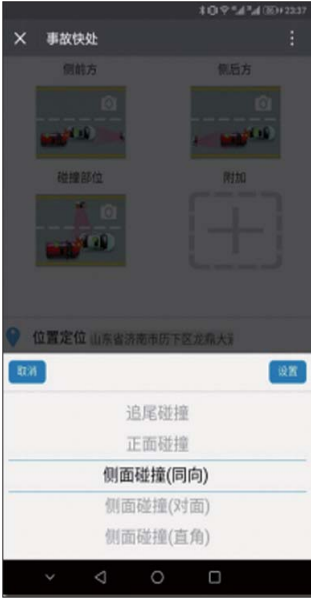 23:37
事故快处
侧前方 侧后方
碰撞部位 附加
位置定位 山东省济南市历下区龙鼎大
取消 设置
追尾碰撞
正面碰撞
侧面碰撞(同向)
侧面碰撞(对面)
侧面碰撞(直角)